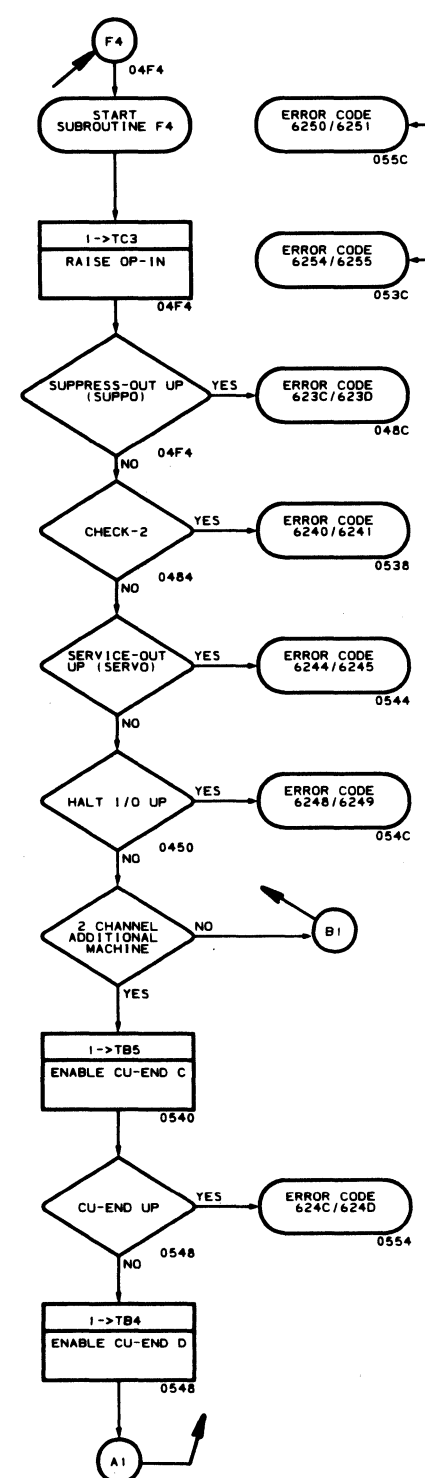 F4
04F4
START
SUBROUTINE F4
ERROR CODE
6250/6251
055C
1->TC3
RAISE OP-IN
04F4
ERROR CODE
6254/6255
053C
SUPPRESS-OUT UP
(SUPPO)
YES
04F4
NO
ERROR CODE
623C/623D
048C
CHECK-2
YES
0484
NO
ERROR CODE
6240/6241
0538
SERVICE-OUT
UP (SERVO)
YES
NO
ERROR CODE
6244/6245
0544
HALT I/O UP
YES
0450
NO
ERROR CODE
6248/6249
054C
2 CHANNEL
ADDITIONAL
MACHINE
NO
YES
B1
1->TB5
ENABLE CU-END C
0540
CU-END UP
YES
0548
NO
ERROR CODE
624C/624D
0554
1->TB4
ENABLE CU-END D
0548
A1